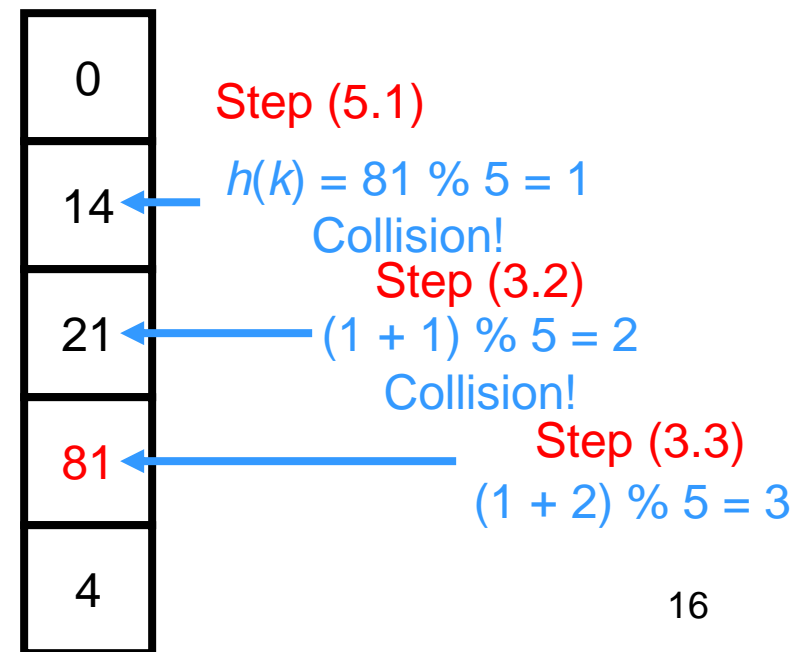 0
14
21
81
4
Step (5.1)
h(k) = 81 % 5 = 1
Collision!
Step (3.2)
(1 + 1) % 5 = 2
Collision!
Step (3.3)
(1 + 2) % 5 = 3
16